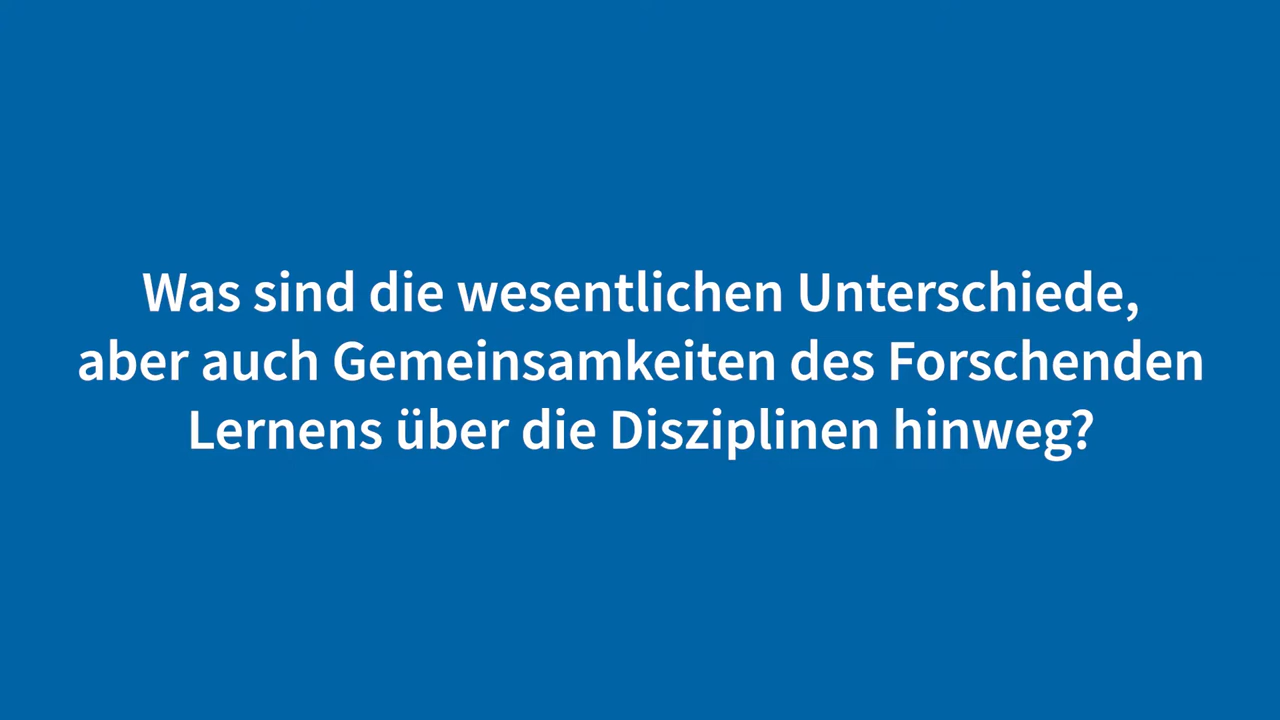 Was sind die wesentlichen Unterschiede,
aber auch Gemeinsamkeiten des Forschenden
Lernens über die Disziplinen hinweg?